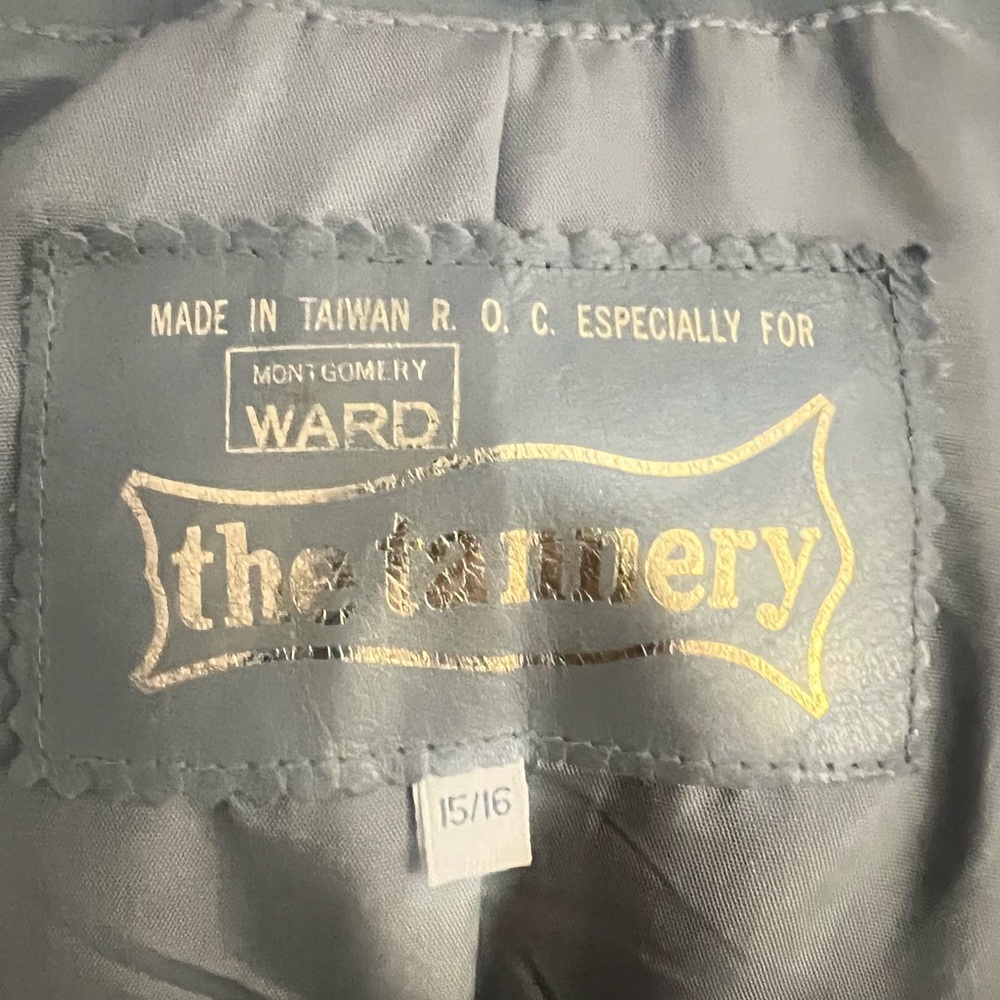 MADE IN TAIWAN R. O. C. ESPECIALLY FOR
MONTGOMERY
WARD
the tannery
15/16